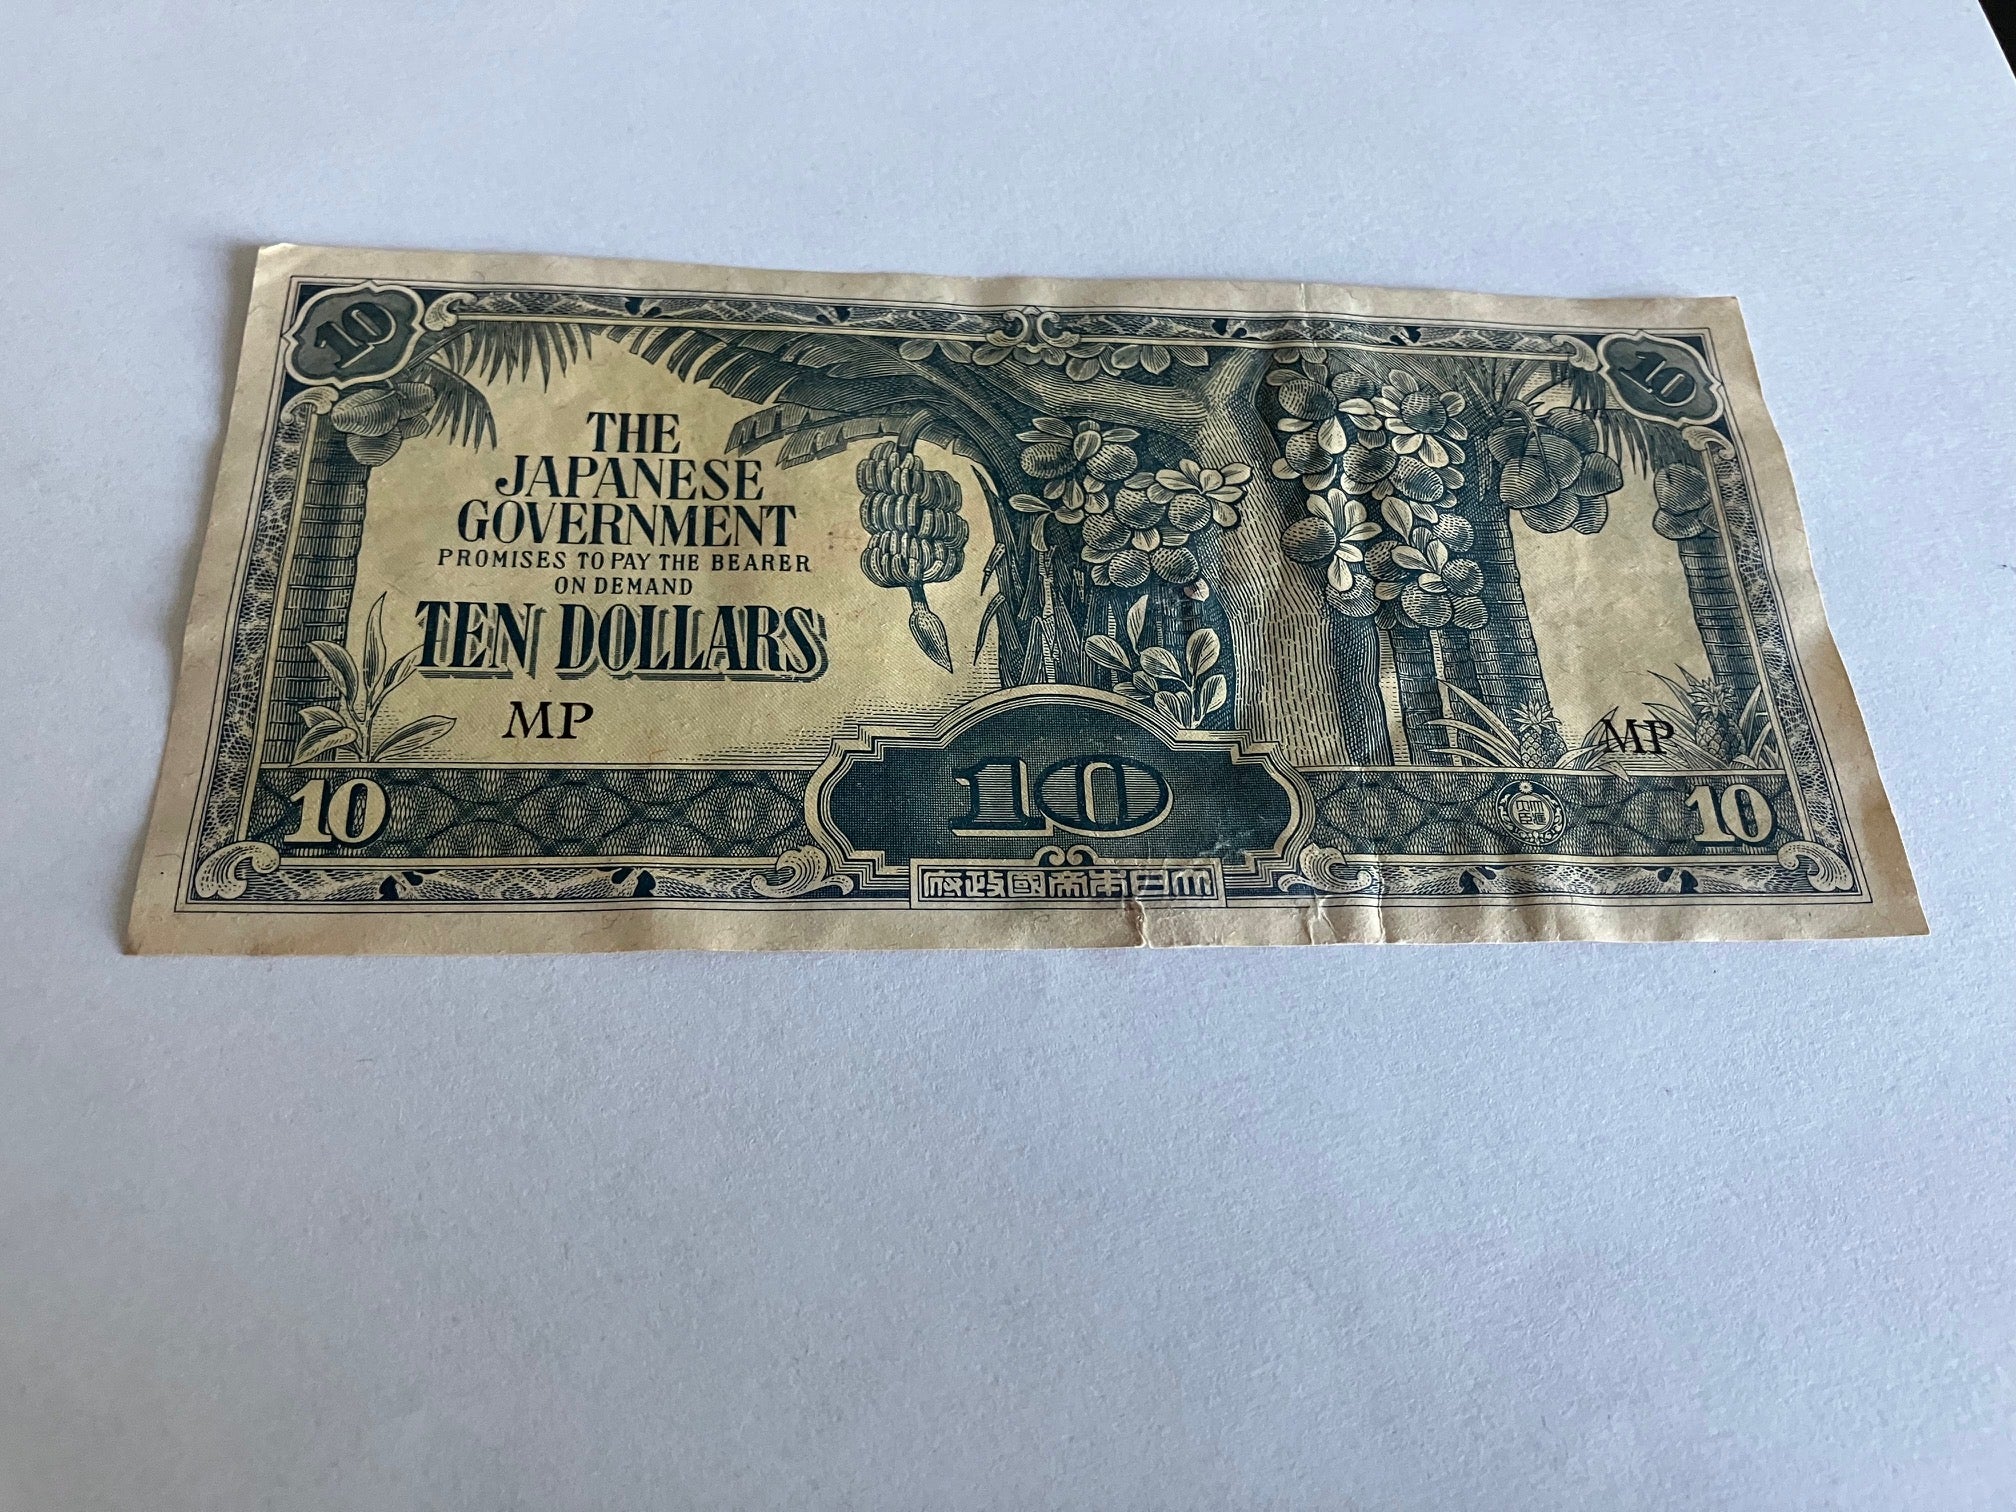 10
10
THE
JAPANESE
GOVERNMENT
PROMISES TO PAY THE BEARER
ON DEMAND
TEN DOLLARS
MP
MP
10
10
10
府政國帝本日大